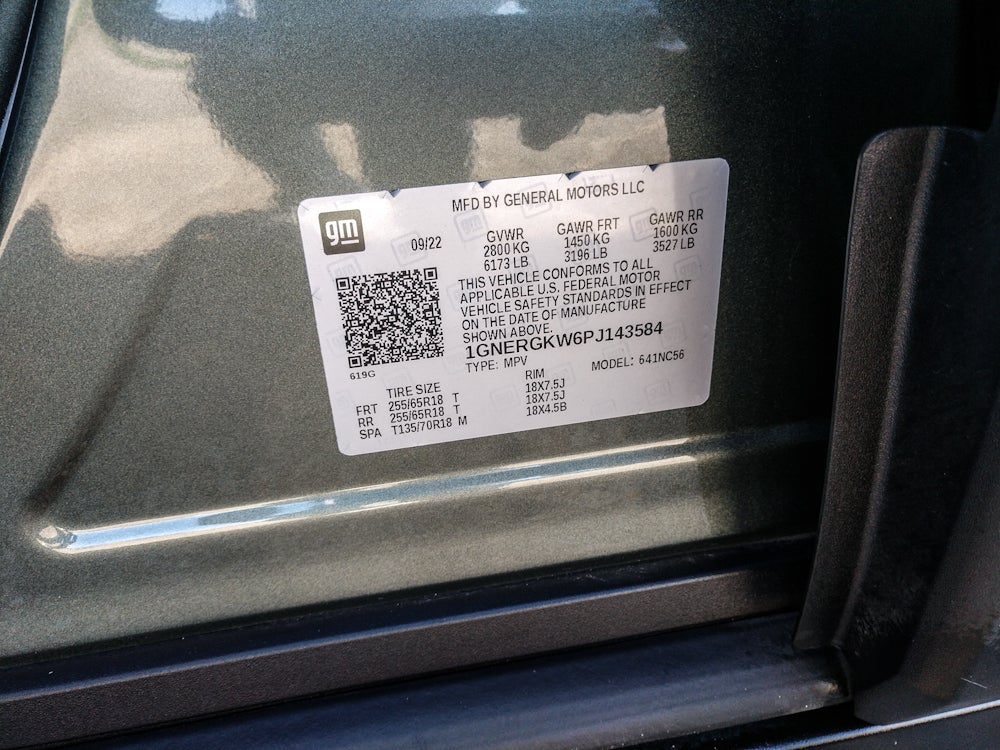 MFD BY GENERAL MOTORS LLC
gm
09/22
GVWR GAWR FRT GAWR RR
2800 KG 1450 KG 1600 KG
6173 LB 3196 LB 3527 LB
THIS VEHICLE CONFORMS TO ALL
APPLICABLE U.S. FEDERAL MOTOR
VEHICLE SAFETY STANDARDS IN EFFECT
ON THE DATE OF MANUFACTURE
SHOWN ABOVE.
1GNERGKW6PJ143584
619G
TYPE: MPV MODEL: 641NC56
TIRE SIZE RIM
FRT 255/65R18 T 18X7.5J
RR 255/65R18 T 18X7.5J
SPA T135/70R18 M 18X4.5B